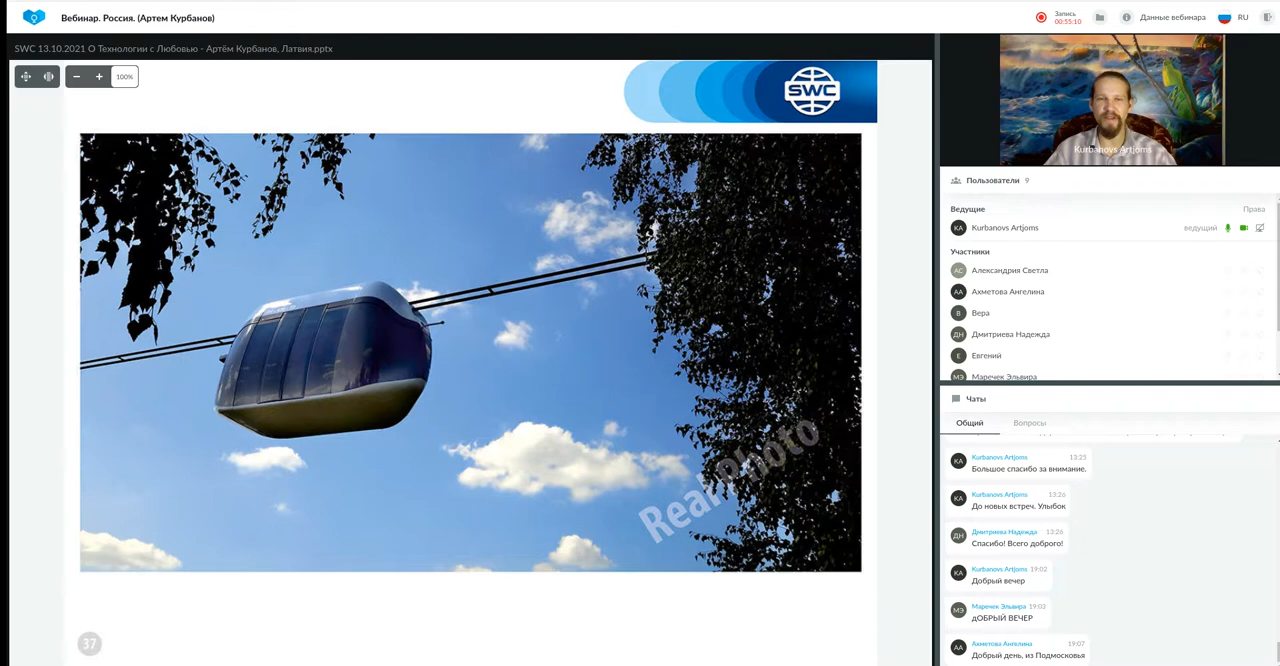 Вебинар. Россия. (Артем Курбанов)
Запись
00:55:10
Данные вебинара
RU
SWC 13.10.2021 О Технологии с Любовью - Артём Курбанов, Латвия.pptx
100%
SWC
Real Photo
37
Kurbanovs Artjoms
Пользователи 9
Ведущие Права
KA Kurbanovs Artjoms ведущий
Участники
АС Александрия Светла
АА Ахметова Ангелина
В Вера
ДН Дмитриева Надежда
Е Евгений
МЭ Маречек Эльвира
Чаты
Общий Вопросы
KA Kurbanovs Artjoms 13:25
Большое спасибо за внимание.
KA Kurbanovs Artjoms 13:26
До новых встреч. Улыбок
ДН Дмитриева Надежда 13:26
Спасибо! Всего доброго!
KA Kurbanovs Artjoms 19:02
Добрый вечер
МЭ Маречек Эльвира 19:03
дОБРЫЙ ВЕЧЕР
АА Ахметова Ангелина 19:07
Добрый день, из Подмосковья